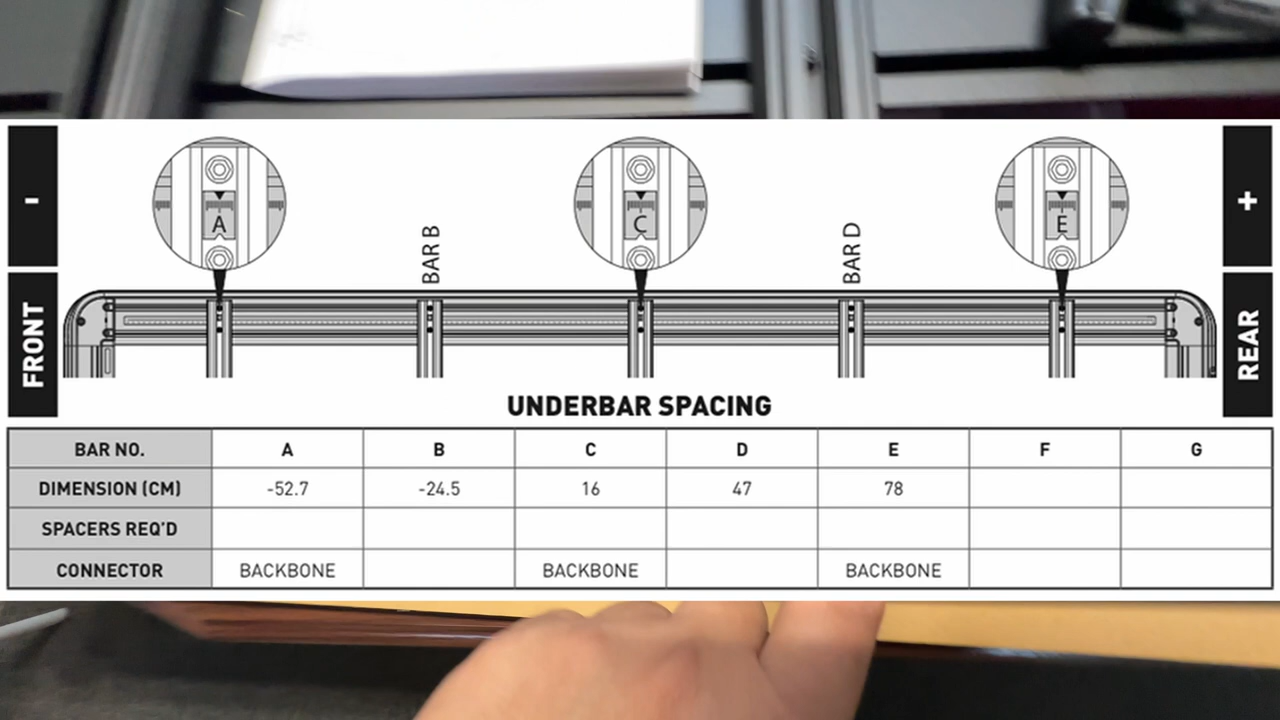 -
+
A
C
E
BAR B
BAR D
FRONT
REAR
UNDERBAR SPACING
BAR NO. A B C D E F G
DIMENSION (CM) -52.7 -24.5 16 47 78
SPACERS REQ'D
CONNECTOR BACKBONE BACKBONE BACKBONE